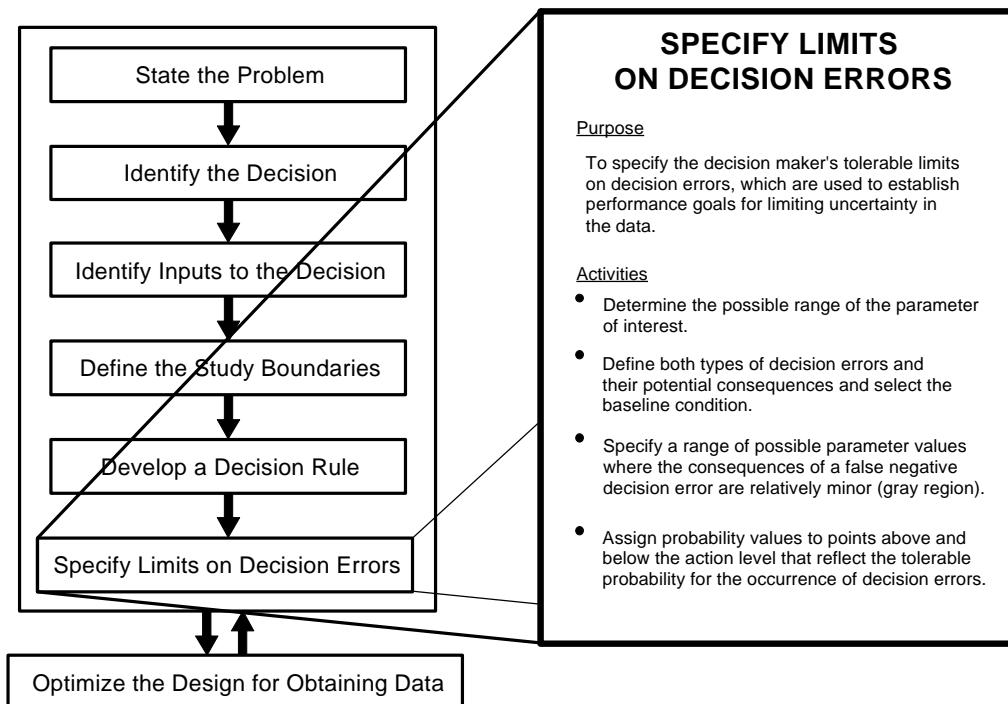 State the Problem
Identify the Decision
Identify Inputs to the Decision
Define the Study Boundaries
Develop a Decision Rule
Specify Limits on Decision Errors
Optimize the Design for Obtaining Data
SPECIFY LIMITS
ON DECISION ERRORS
Purpose
To specify the decision maker's tolerable limits
on decision errors, which are used to establish
performance goals for limiting uncertainty in
the data.
Activities
• Determine the possible range of the parameter
of interest.
• Define both types of decision errors and
their potential consequences and select the
baseline condition.
• Specify a range of possible parameter values
where the consequences of a false negative
decision error are relatively minor (gray region).
• Assign probability values to points above and
below the action level that reflect the tolerable
probability for the occurrence of decision errors.